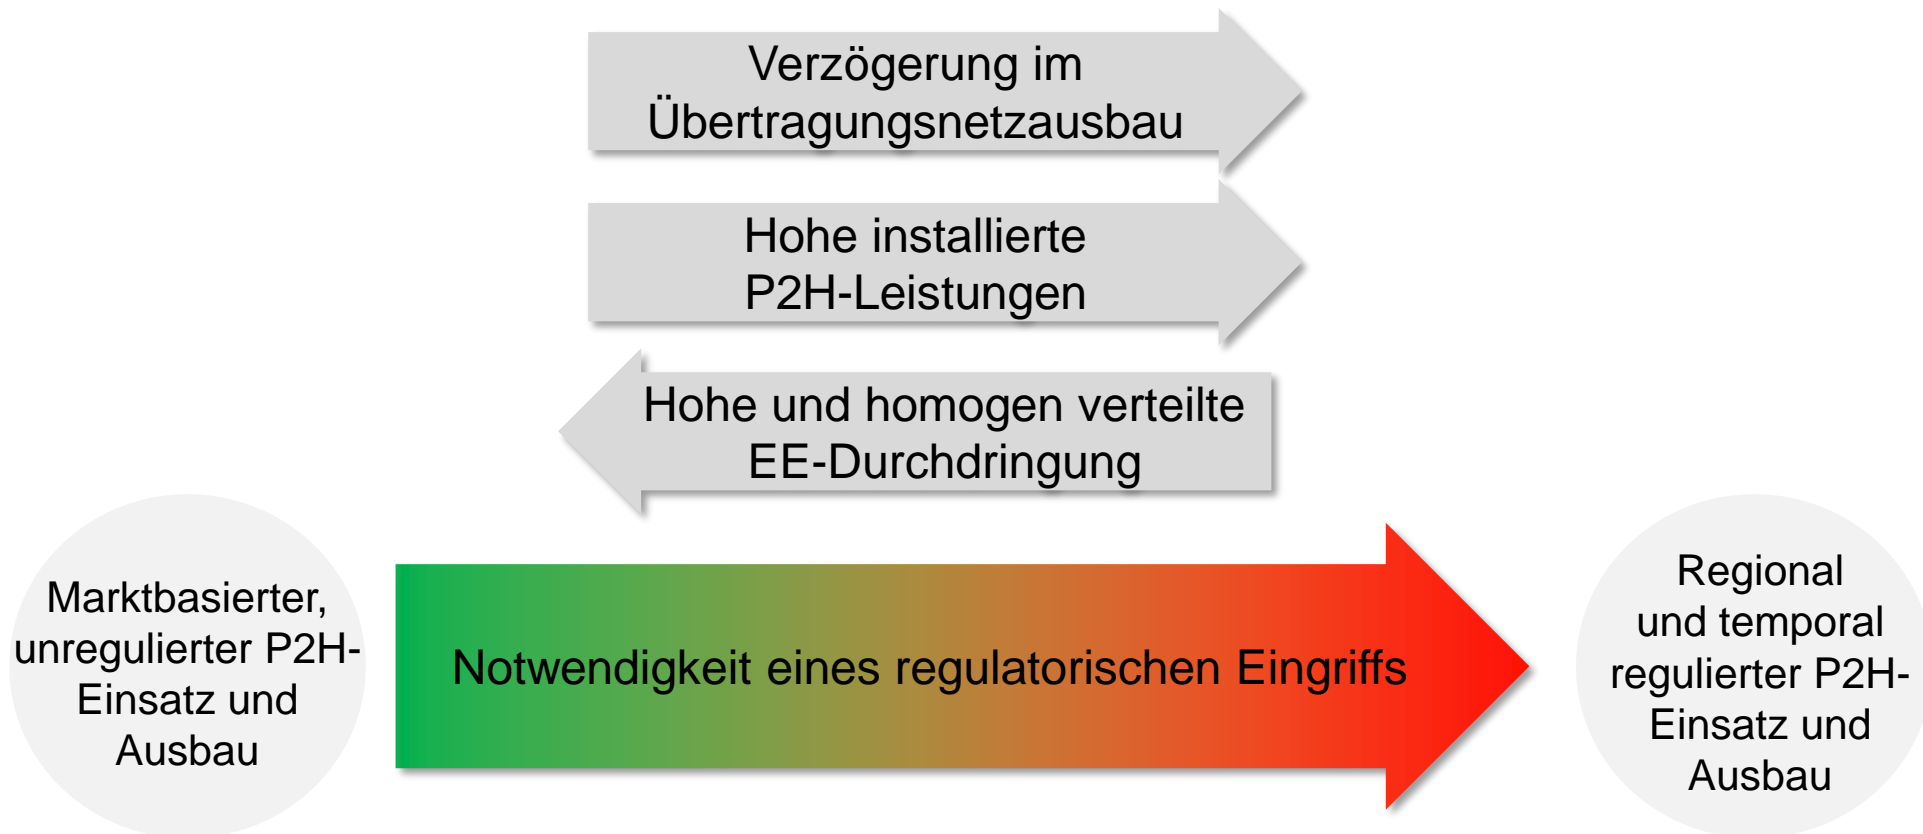 Verzögerung im
Übertragungsnetzausbau
Hohe installierte
P2H-Leistungen
Hohe und homogen verteilte
EE-Durchdringung
Marktbasierter,
unregulierter P2H-
Einsatz und
Ausbau
Notwendigkeit eines regulatorischen Eingriffs
Regional
und temporal
regulierter P2H-
Einsatz und
Ausbau